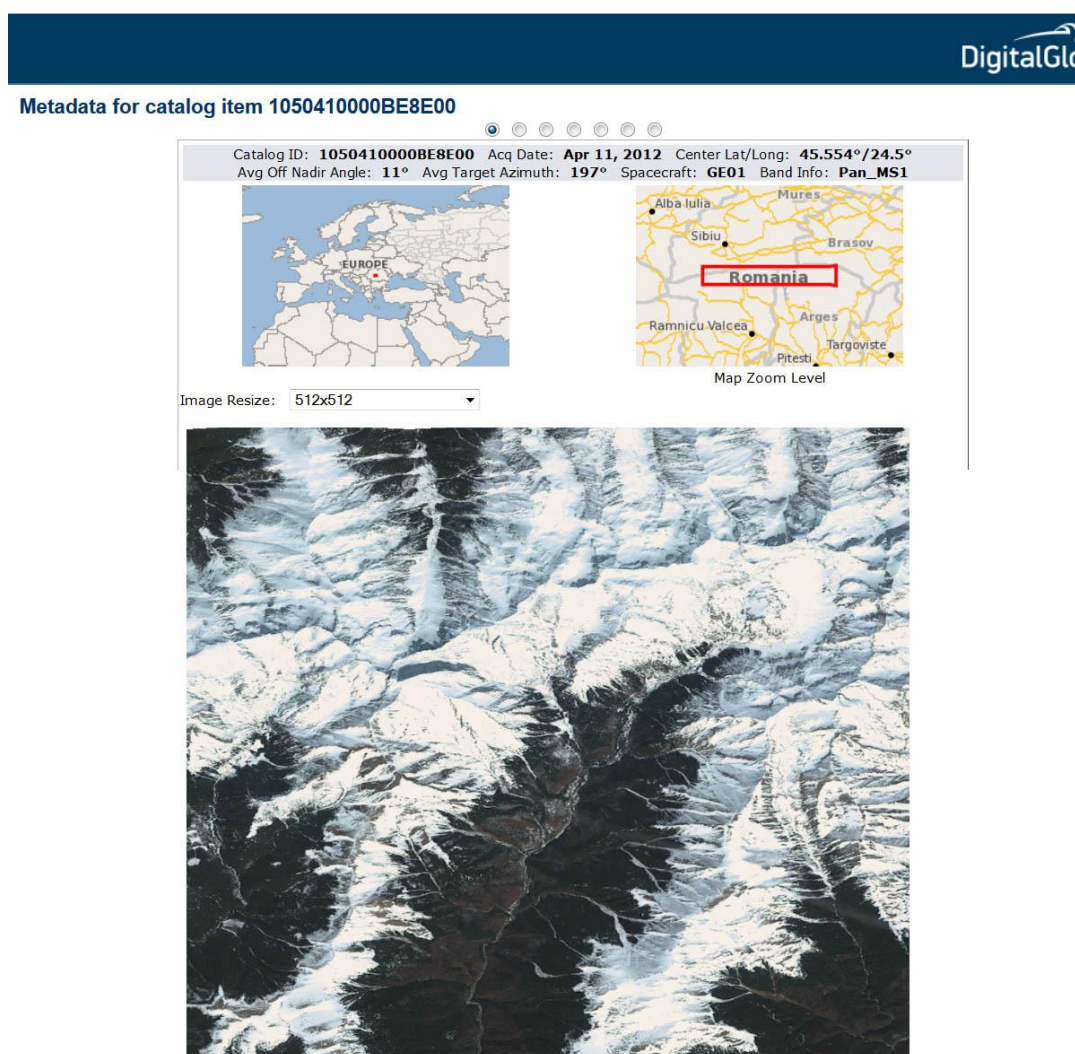 DigitalGlo
Metadata for catalog item 1050410000BE8E00
Catalog ID: 1050410000BE8E00 Acq Date: Apr 11, 2012 Center Lat/Long: 45.554°/24.5°
Avg Off Nadir Angle: 11° Avg Target Azimuth: 197° Spacecraft: GE01 Band Info: Pan_MS1
EUROPE
Alba Iulia
Mures
Sibiu
Brasov
Romania
Arges
Ramnicu Valcea
Targoviste
Pitesti
Map Zoom Level
Image Resize: 512x512